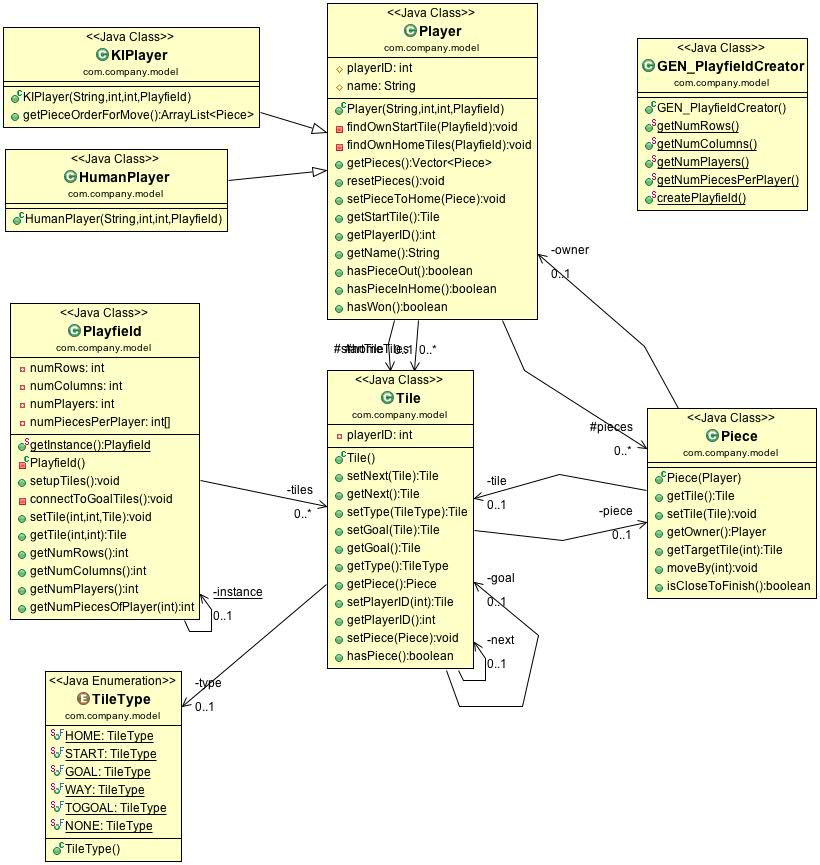 <<Java Class>>
KIPlayer
com.company.model
KIPlayer(String,int,int,Playfield)
getPieceOrderForMove():ArrayList<Piece>
<<Java Class>>
HumanPlayer
com.company.model
HumanPlayer(String,int,int,Playfield)
<<Java Class>>
Player
com.company.model
playerID: int
name: String
Player(String,int,int,Playfield)
findOwnStartTile(Playfield):void
findOwnHomeTiles(Playfield):void
getPieces():Vector<Piece>
resetPieces():void
setPieceToHome(Piece):void
getStartTile():Tile
getPlayerID():int
getName():String
hasPieceOut():boolean
hasPieceInHome():boolean
hasWon():boolean
<<Java Class>>
GEN_PlayfieldCreator
com.company.model
GEN_PlayfieldCreator()
getNumRows()
getNumColumns()
getNumPlayers()
getNumPiecesPerPlayer()
createPlayfield()
-owner
0..1
0..1
0..*
#pieces
0..*
<<Java Class>>
Playfield
com.company.model
numRows: int
numColumns: int
numPlayers: int
numPiecesPerPlayer: int[]
getInstance():Playfield
Playfield()
setupTiles():void
connectToGoalTiles():void
setTile(int,int,Tile):void
getTile(int,int):Tile
getNumRows():int
getNumColumns():int
getNumPlayers():int
getNumPiecesOfPlayer(int):int
-tiles
0..*
-instance
0..1
<<Java Class>>
Tile
com.company.model
playerID: int
Tile()
setNext(Tile):Tile
getNext():Tile
setType(TileType):Tile
setGoal(Tile):Tile
getGoal():Tile
getType():TileType
getPiece():Piece
setPlayerID(int):Tile
getPlayerID():int
setPiece(Piece):void
hasPiece():boolean
-tile
0..1
-piece
0..1
-goal
0..1
-next
0..1
<<Java Class>>
Piece
com.company.model
Piece(Player)
getTile():Tile
setTile(Tile):void
getOwner():Player
getTargetTile(int):Tile
moveBy(int):void
isCloseToFinish():boolean
-type
0..1
<<Java Enumeration>>
TileType
com.company.model
HOME: TileType
START: TileType
GOAL: TileType
WAY: TileType
TOGOAL: TileType
NONE: TileType
TileType()